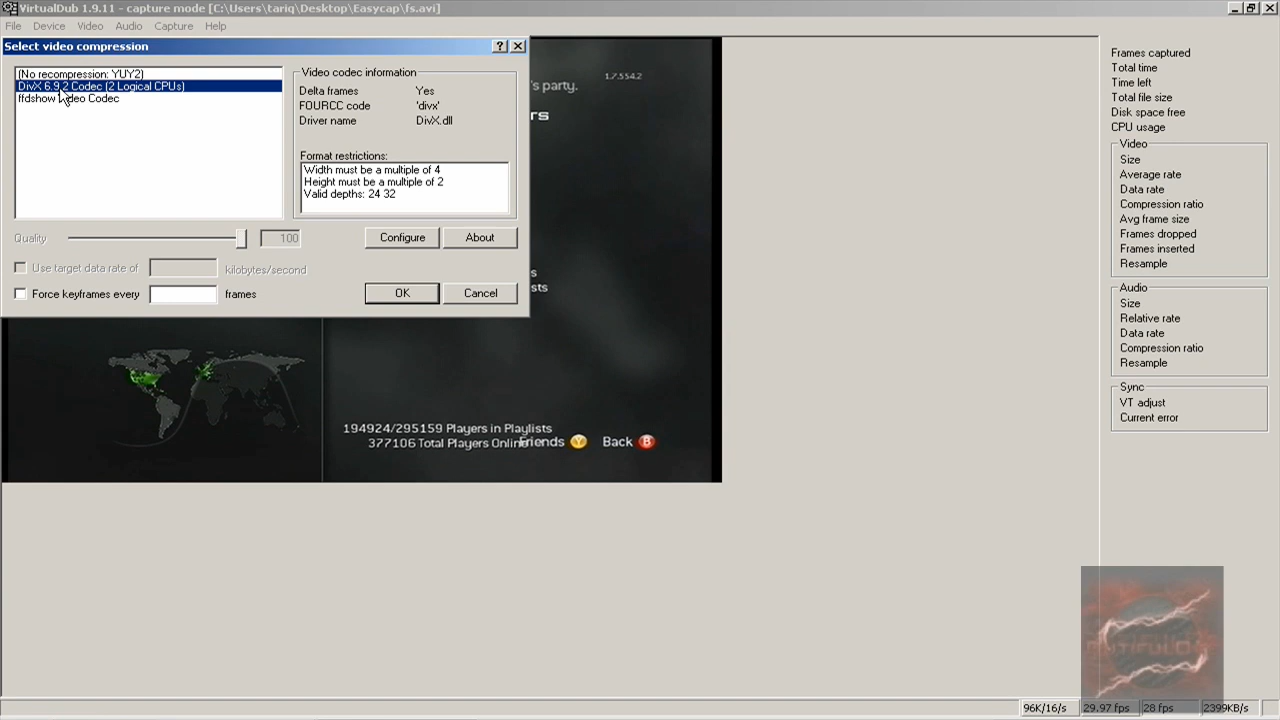 VirtualDub 1.9.11 - capture mode [C:\Users\tariq\Desktop\Easycap\fs.avi]
File Device Video Audio Capture Help
Select video compression
(No recompression: YUY2)
DivX 6.9.2 Codec (2 Logical CPUs)
ffdshow Video Codec
Video codec information
Delta frames Yes
FOURCC code 'divx'
Driver name DivX.dll
Format restrictions:
Width must be a multiple of 4
Height must be a multiple of 2
Valid depths: 24 32
Quality 100
Configure About
Use target data rate of kilobytes/second
Force keyframes every frames
OK Cancel
1.7.554.2
's party.
rs
s
sts
194924/295159 Players in Playlists
377106 Total Players Online
Friends Y Back B
Frames captured
Total time
Time left
Total file size
Disk space free
CPU usage
Video
Size
Average rate
Data rate
Compression ratio
Avg frame size
Frames dropped
Frames inserted
Resample
Audio
Size
Relative rate
Data rate
Compression ratio
Resample
Sync
VT adjust
Current error
96K/16/s 29.97 fps 28 fps 2399KB/s